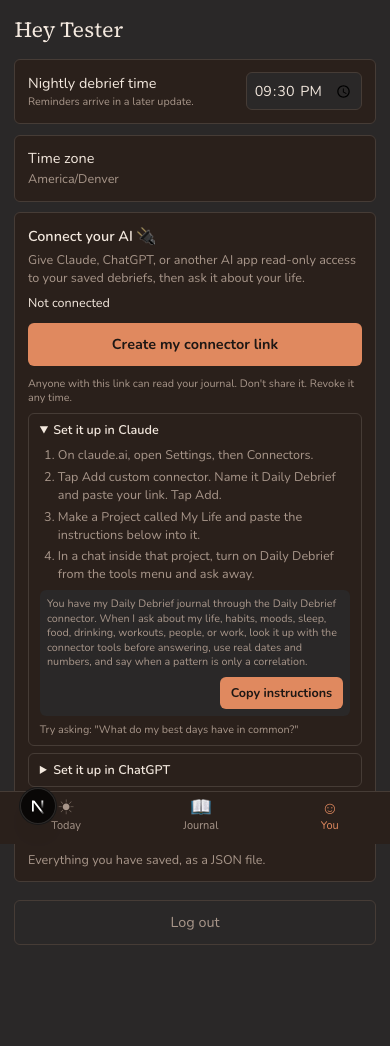 Hey Tester
Nightly debrief time
Reminders arrive in a later update.
09:30 PM
Time zone
America/Denver
Connect your AI 🔌
Give Claude, ChatGPT, or another AI app read-only access
to your saved debriefs, then ask it about your life.
Not connected
Create my connector link
Anyone with this link can read your journal. Don't share it. Revoke it
any time.
▼ Set it up in Claude
1. On claude.ai, open Settings, then Connectors.
2. Tap Add custom connector. Name it Daily Debrief
and paste your link. Tap Add.
3. Make a Project called My Life and paste the
instructions below into it.
4. In a chat inside that project, turn on Daily Debrief
from the tools menu and ask away.
You have my Daily Debrief journal through the Daily Debrief
connector. When I ask about my life, habits, moods, sleep,
food, drinking, workouts, people, or work, look it up with the
connector tools before answering, use real dates and
numbers, and say when a pattern is only a correlation.
Copy instructions
Try asking: "What do my best days have in common?"
▶ Set it up in ChatGPT
N
Today
Journal
You
Everything you have saved, as a JSON file.
Log out